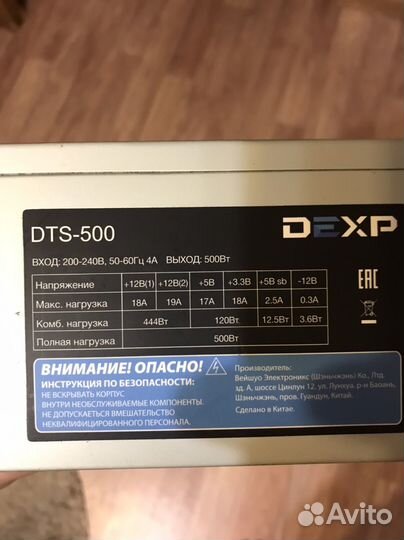 DEXP
DTS-500
ВХОД: 200-240В, 50-60Гц 4А ВЫХОД: 500Вт
Напряжение +12В(1) +12В(2) +5В +3.3В +5В sb -12В
Макс. нагрузка 18А 19А 17А 18А 2.5А 0.3А
Комб. нагрузка 444Вт 120Вт 12.5Вт 3.6Вт
Полная нагрузка 500Вт
EAC
ВНИМАНИЕ! ОПАСНО!
ИНСТРУКЦИЯ ПО БЕЗОПАСНОСТИ:
НЕ ВСКРЫВАТЬ КОРПУС
ВНУТРИ НЕОБСЛУЖИВАЕМЫЕ КОМПОНЕНТЫ.
НЕ ДОПУСКАЕТСЯ ВМЕШАТЕЛЬСТВО
НЕКВАЛИФИЦИРОВАННОГО ПЕРСОНАЛА.
Производитель:
Вейшуо Электроникс (Шэньчжэнь) Ко., Лтд.
зд. А, шоссе Цинлун 12, ул. Лунхуа, р-н Баоань,
Шэньчжэнь, пров. Гуандун, Китай.
Сделано в Китае.
Avito